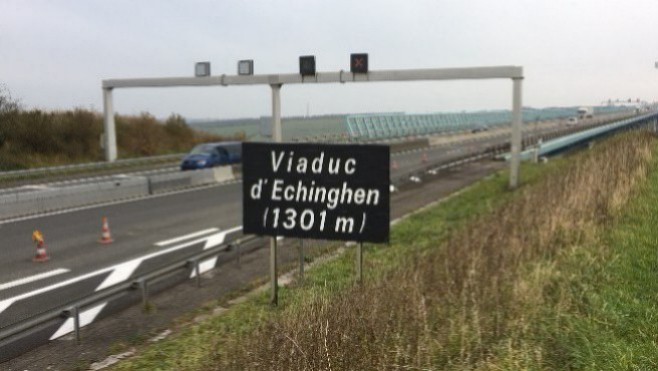 Viaduc
d'Echinghen
(1301 m)